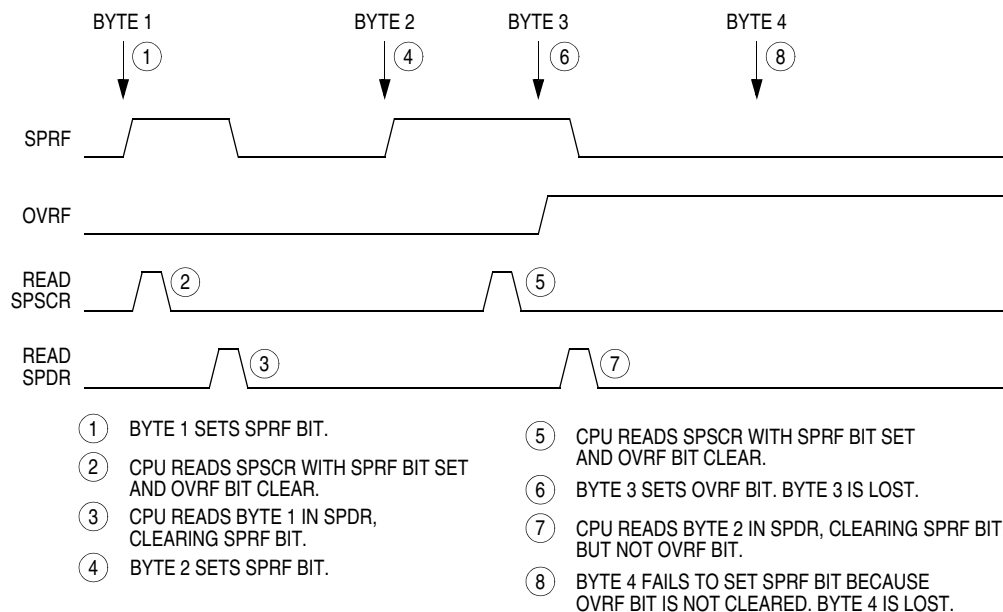 BYTE 1 BYTE 2 BYTE 3 BYTE 4
1 4 6 8
SPRF
OVRF
READ
SPSCR
2 5
READ
SPDR
3 7
1 BYTE 1 SETS SPRF BIT.
2 CPU READS SPSCR WITH SPRF BIT SET
AND OVRF BIT CLEAR.
3 CPU READS BYTE 1 IN SPDR,
CLEARING SPRF BIT.
4 BYTE 2 SETS SPRF BIT.
5 CPU READS SPSCR WITH SPRF BIT SET
AND OVRF BIT CLEAR.
6 BYTE 3 SETS OVRF BIT. BYTE 3 IS LOST.
7 CPU READS BYTE 2 IN SPDR, CLEARING SPRF BIT
BUT NOT OVRF BIT.
8 BYTE 4 FAILS TO SET SPRF BIT BECAUSE
OVRF BIT IS NOT CLEARED. BYTE 4 IS LOST.